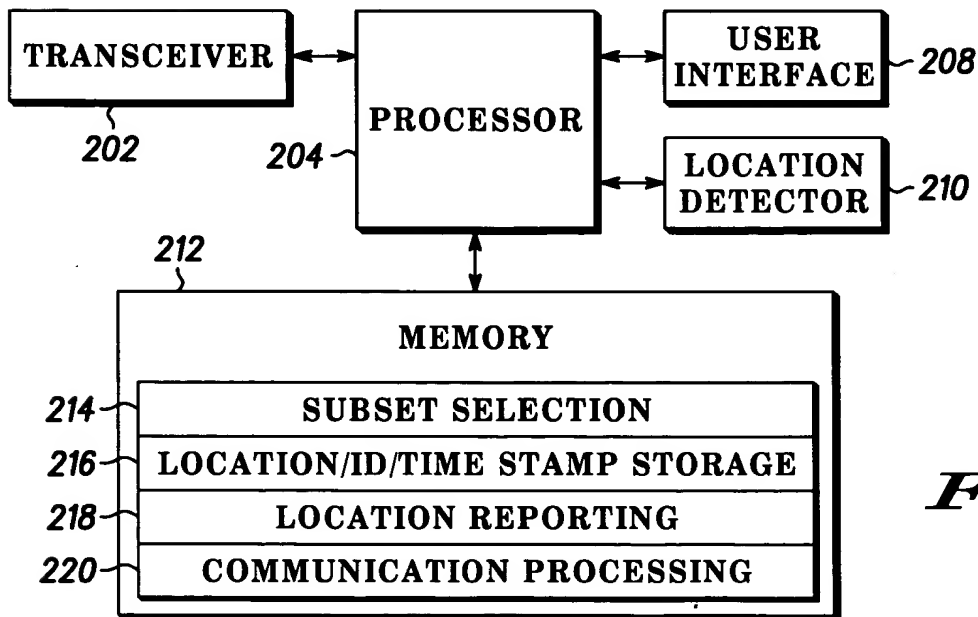 TRANSCEIVER
202
PROCESSOR
204
USER
INTERFACE
208
LOCATION
DETECTOR
210
212
MEMORY
214
SUBSET SELECTION
216
LOCATION/ID/TIME STAMP STORAGE
218
LOCATION REPORTING
220
COMMUNICATION PROCESSING
F